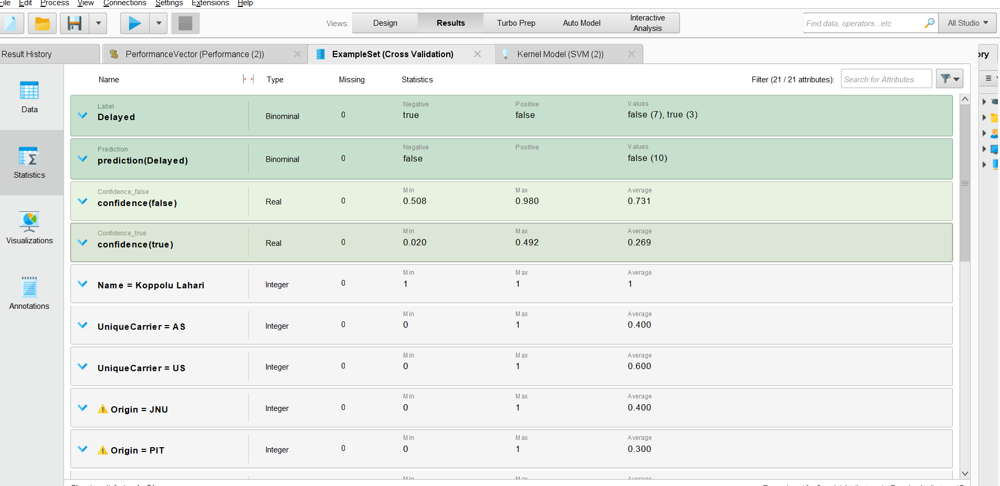 File Edit Process View Connections Settings Extensions Help
Views: Design Results Turbo Prep Auto Model Interactive Analysis
Find data, operators...etc
All Studio
Result History
PerformanceVector (Performance (2))
ExampleSet (Cross Validation)
Kernel Model (SVM (2))
Data
Statistics
Visualizations
Annotations
Name Type Missing Statistics
Filter (21 / 21 attributes): Search for Attributes
Label Negative Positive Values
Delayed Binominal 0 true false false (7), true (3)
Prediction Negative Positive Values
prediction(Delayed) Binominal 0 false false (10)
Confidence_false Min Max Average
confidence(false) Real 0 0.508 0.980 0.731
Confidence_true Min Max Average
confidence(true) Real 0 0.020 0.492 0.269
Min Max Average
Name = Koppolu Lahari Integer 0 1 1 1
Min Max Average
UniqueCarrier = AS Integer 0 0 1 0.400
Min Max Average
UniqueCarrier = US Integer 0 0 1 0.600
Min Max Average
Origin = JNU Integer 0 0 1 0.400
Min Max Average
Origin = PIT Integer 0 0 1 0.300
Min Max Average